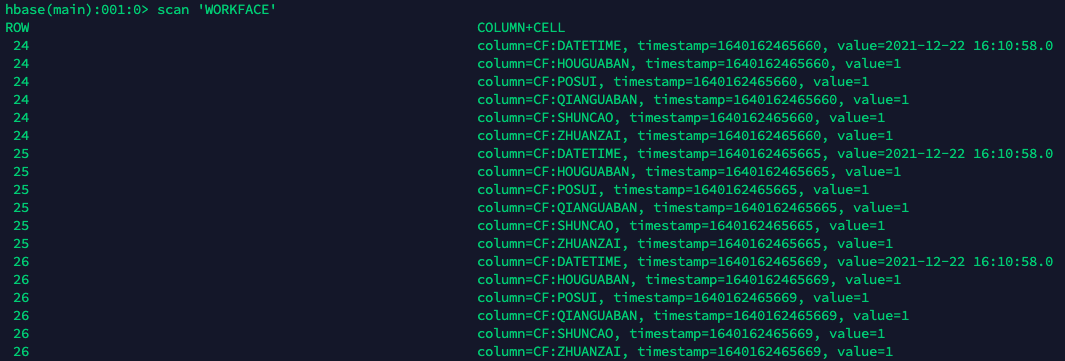 hbase(main):001:0> scan 'WORKFACE'
ROW COLUMN+CELL
24 column=CF:DATETIME, timestamp=1640162465660, value=2021-12-22 16:10:58.0
24 column=CF:HOUGUABAN, timestamp=1640162465660, value=1
24 column=CF:POSUI, timestamp=1640162465660, value=1
24 column=CF:QIANGUABAN, timestamp=1640162465660, value=1
24 column=CF:SHUNCAO, timestamp=1640162465660, value=1
24 column=CF:ZHUANZAI, timestamp=1640162465660, value=1
25 column=CF:DATETIME, timestamp=1640162465665, value=2021-12-22 16:10:58.0
25 column=CF:HOUGUABAN, timestamp=1640162465665, value=1
25 column=CF:POSUI, timestamp=1640162465665, value=1
25 column=CF:QIANGUABAN, timestamp=1640162465665, value=1
25 column=CF:SHUNCAO, timestamp=1640162465665, value=1
25 column=CF:ZHUANZAI, timestamp=1640162465665, value=1
26 column=CF:DATETIME, timestamp=1640162465669, value=2021-12-22 16:10:58.0
26 column=CF:HOUGUABAN, timestamp=1640162465669, value=1
26 column=CF:POSUI, timestamp=1640162465669, value=1
26 column=CF:QIANGUABAN, timestamp=1640162465669, value=1
26 column=CF:SHUNCAO, timestamp=1640162465669, value=1
26 column=CF:ZHUANZAI, timestamp=1640162465669, value=1